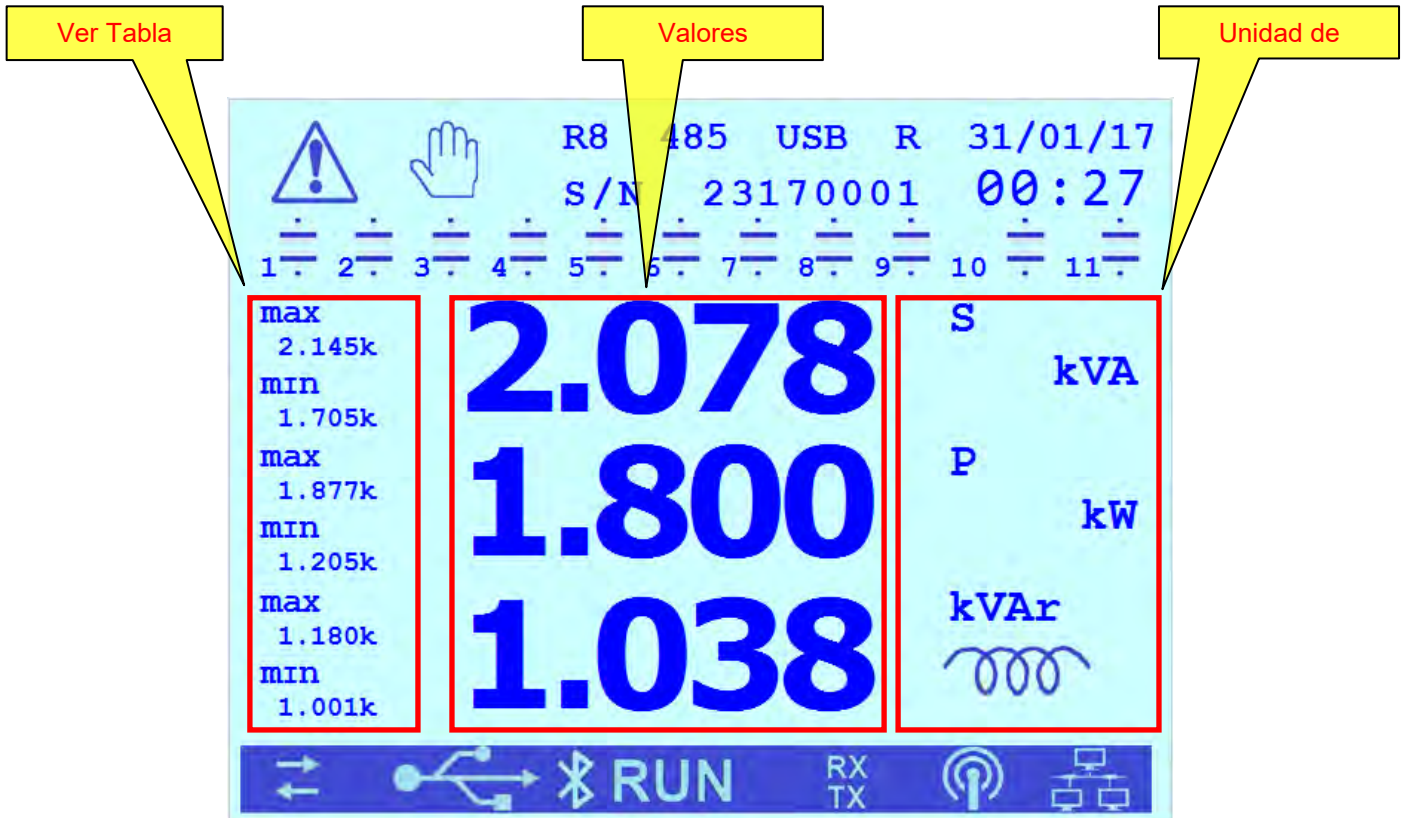 Ver Tabla
Valores
Unidad de
R8 485 USB R 31/01/17
S/N 23170001 00:27
1 2 3 4 5 6 7 8 9 10 11
max
2.145k
min
1.705k
2.078
S
kVA
max
1.877k
min
1.205k
1.800
P
kW
max
1.180k
min
1.001k
1.038
kVAr
RUN
RX
TX